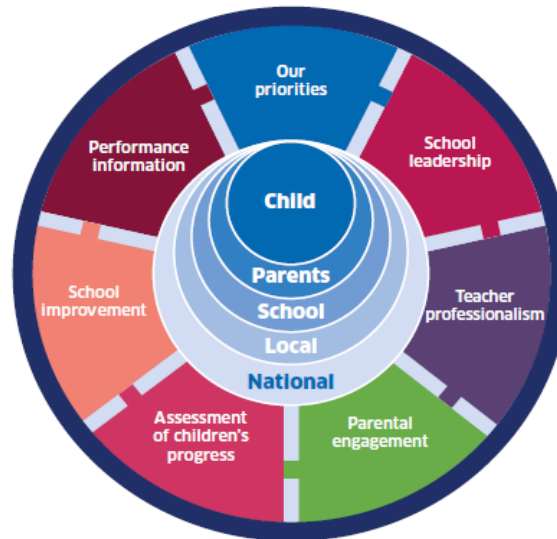 Our
priorities
School
leadership
Teacher
professionalism
Parental
engagement
Assessment
of children's
progress
School
improvement
Performance
information
Child
Parents
School
Local
National